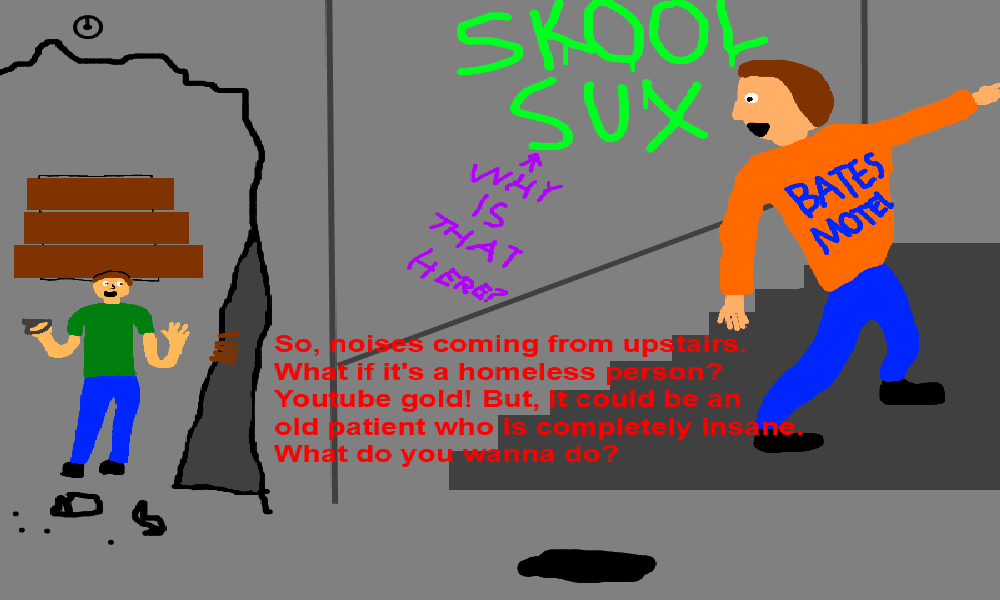 SKOOL
SUX
WHY
IS
THAT
HERE?
BATES
MOTEL
So, noises coming from upstairs.
What if it's a homeless person?
Youtube gold! But, It could be an
old patient who is completely insane.
What do you wanna do?